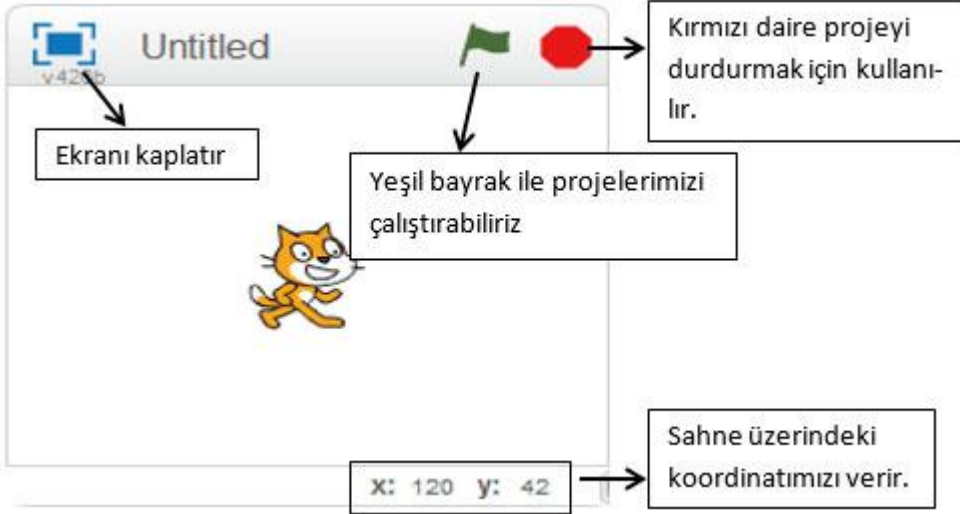 Untitled
Kırmızı daire projeyi
durdurmak için kullanı-
lır.
Ekranı kaplatır
Yeşil bayrak ile projelerimizi
çalıştırabiliriz
Sahne üzerindeki
koordinatımızı verir.
x: 120 y: 42